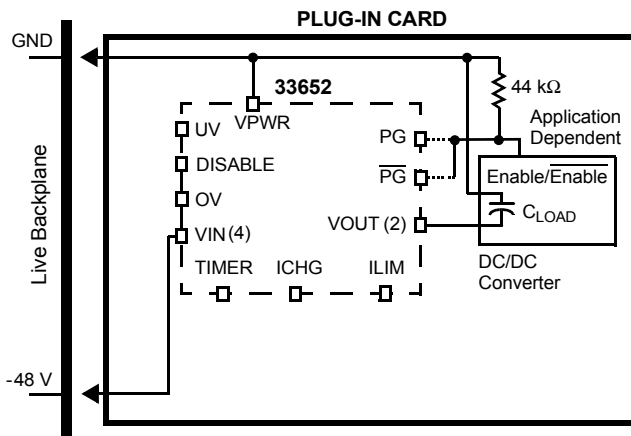 PLUG-IN CARD
GND
33652
44 kΩ
VPWR
UV
PG
Application
Dependent
DISABLE
PG
Enable/Enable
OV
CLOAD
VIN (4)
VOUT (2)
TIMER
ICHG
ILIM
DC/DC
Converter
Live Backplane
-48 V